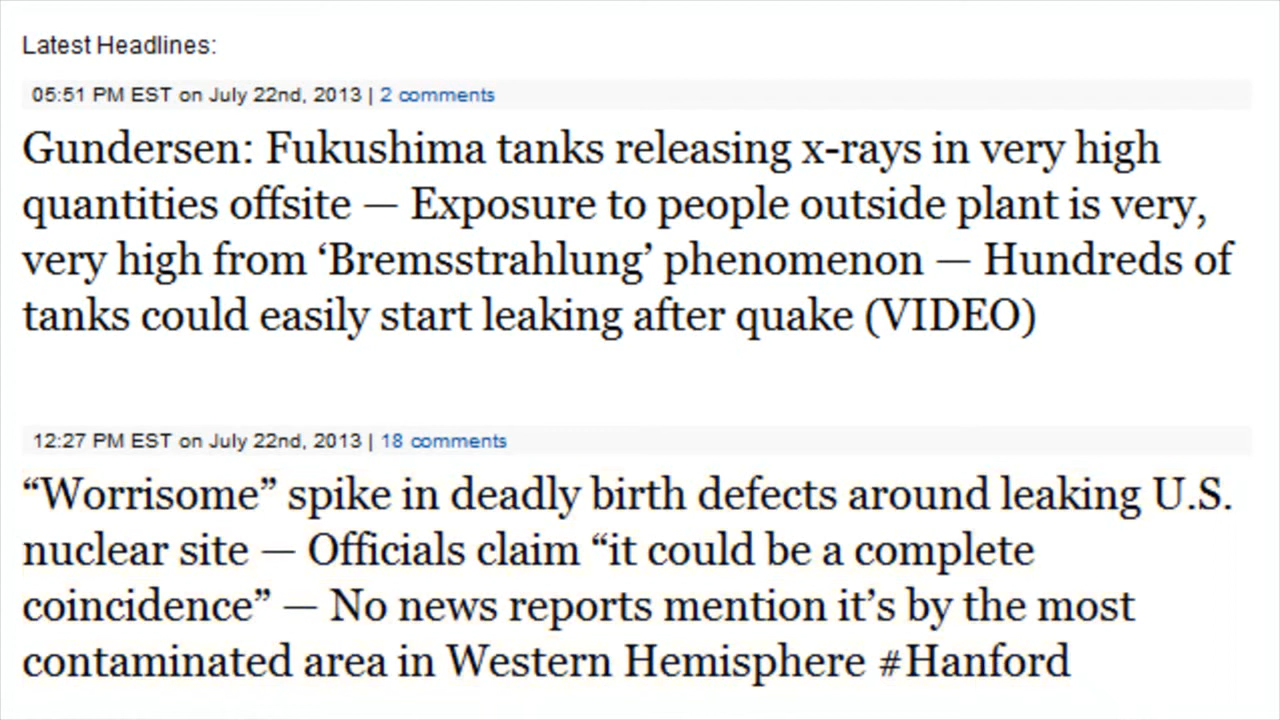 Latest Headlines:
05:51 PM EST on July 22nd, 2013 | 2 comments
Gundersen: Fukushima tanks releasing x-rays in very high
quantities offsite — Exposure to people outside plant is very,
very high from ‘Bremsstrahlung’ phenomenon — Hundreds of
tanks could easily start leaking after quake (VIDEO)
12:27 PM EST on July 22nd, 2013 | 18 comments
“Worrisome” spike in deadly birth defects around leaking U.S.
nuclear site — Officials claim “it could be a complete
coincidence” — No news reports mention it’s by the most
contaminated area in Western Hemisphere #Hanford